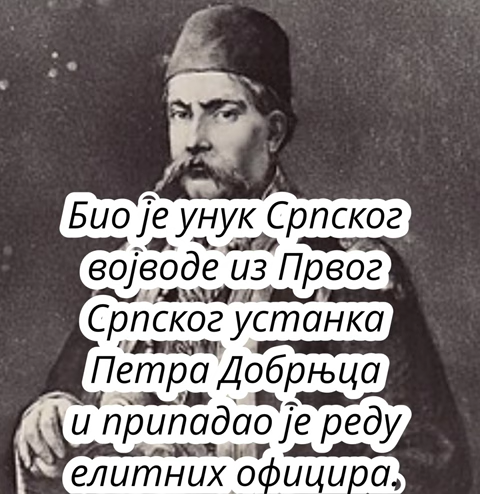 Био је унук Српског
војводе из Првог
Српског устанка
Петра Добрњца
и припадао је реду
елитних официра.